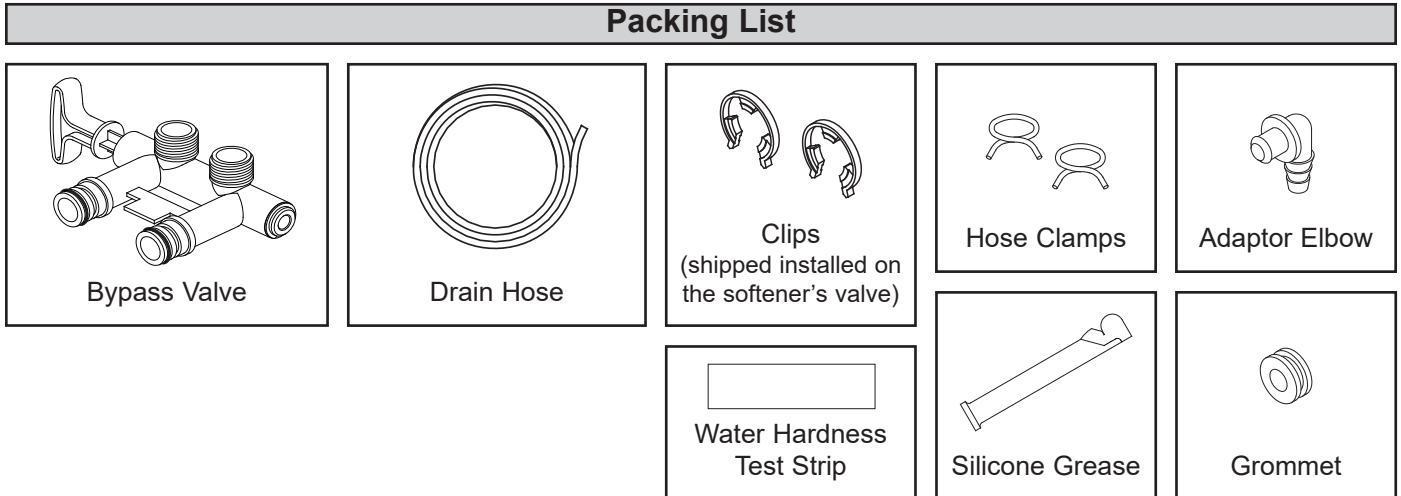 Packing List
Bypass Valve
Drain Hose
Clips
(shipped installed on
the softener’s valve)
Hose Clamps
Adaptor Elbow
Water Hardness
Test Strip
Silicone Grease
Grommet